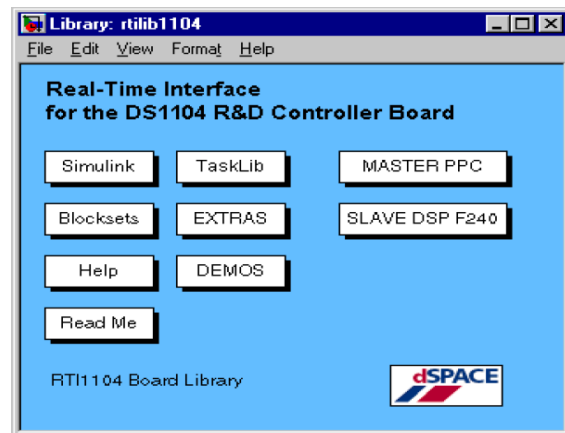 Library: rtilib1104
File Edit View Format Help
Real-Time Interface
for the DS1104 R&D Controller Board
Simulink TaskLib MASTER PPC
Blocksets EXTRAS SLAVE DSP F240
Help DEMOS
Read Me
RTI1104 Board Library
dSPACE